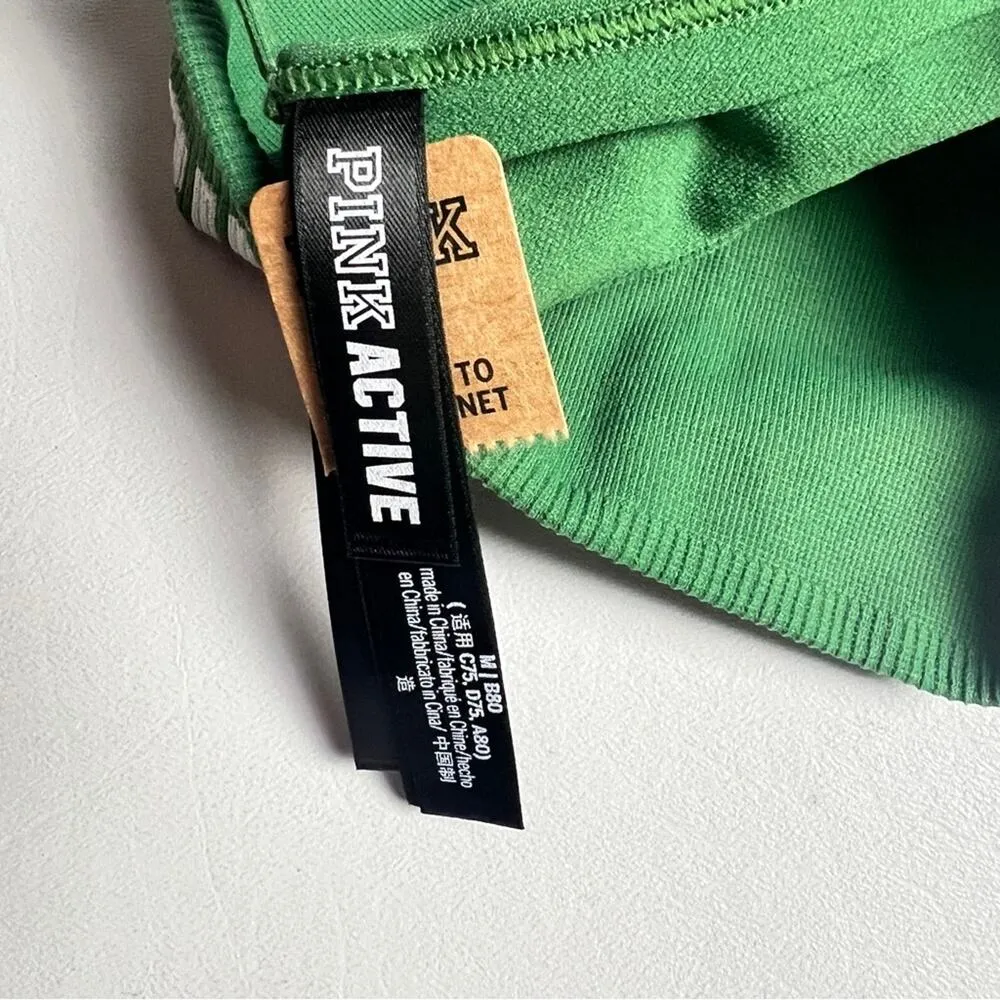 PINK ACTIVE
K
TO
NET
M | B80
(适用 C75, D75, A80)
made in China/fabriqué en Chine/hecho
en China/fabbricato in Cina/ 中国制
造